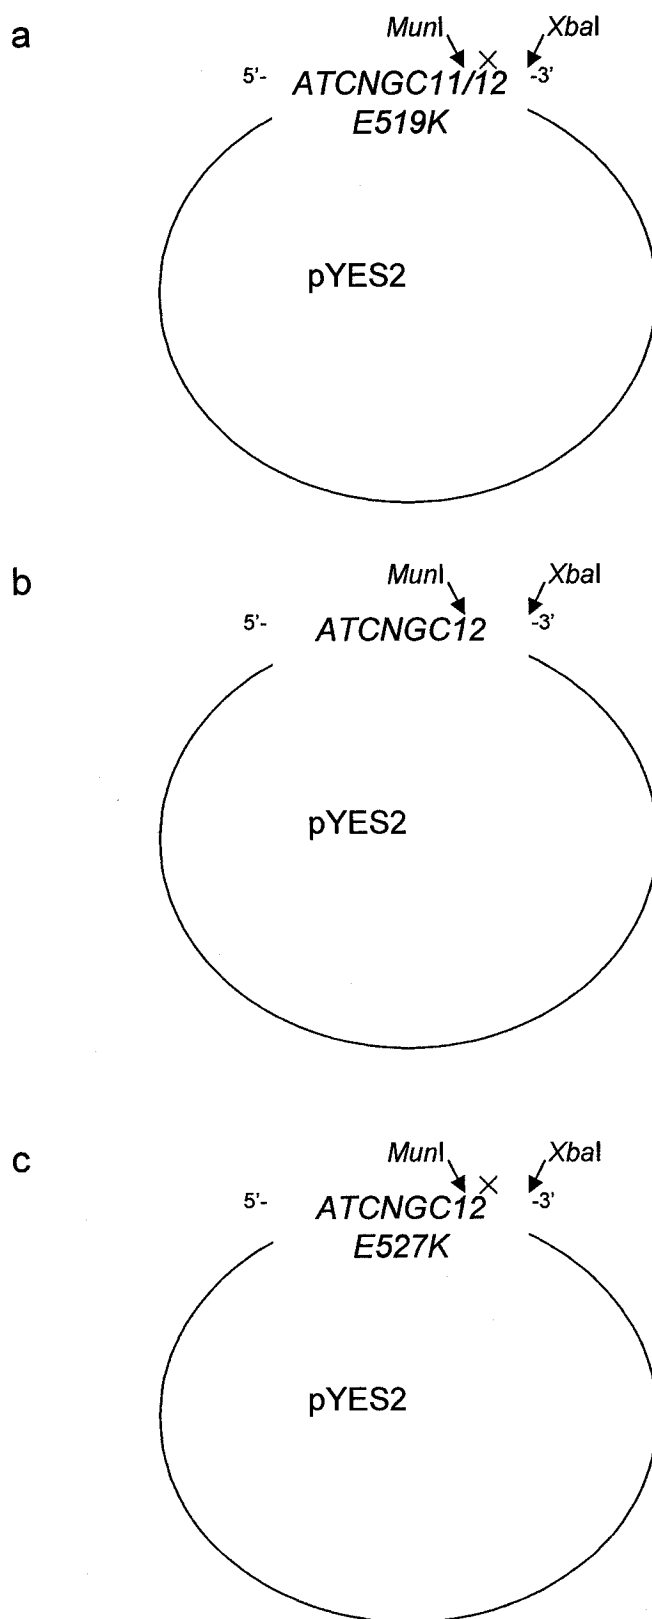 a
MunI XbaI
5'- ATCNGC11/12 -3'
E519K
pYES2
b
MunI XbaI
5'- ATCNGC12 -3'
pYES2
c
MunI XbaI
5'- ATCNGC12 -3'
E527K
pYES2